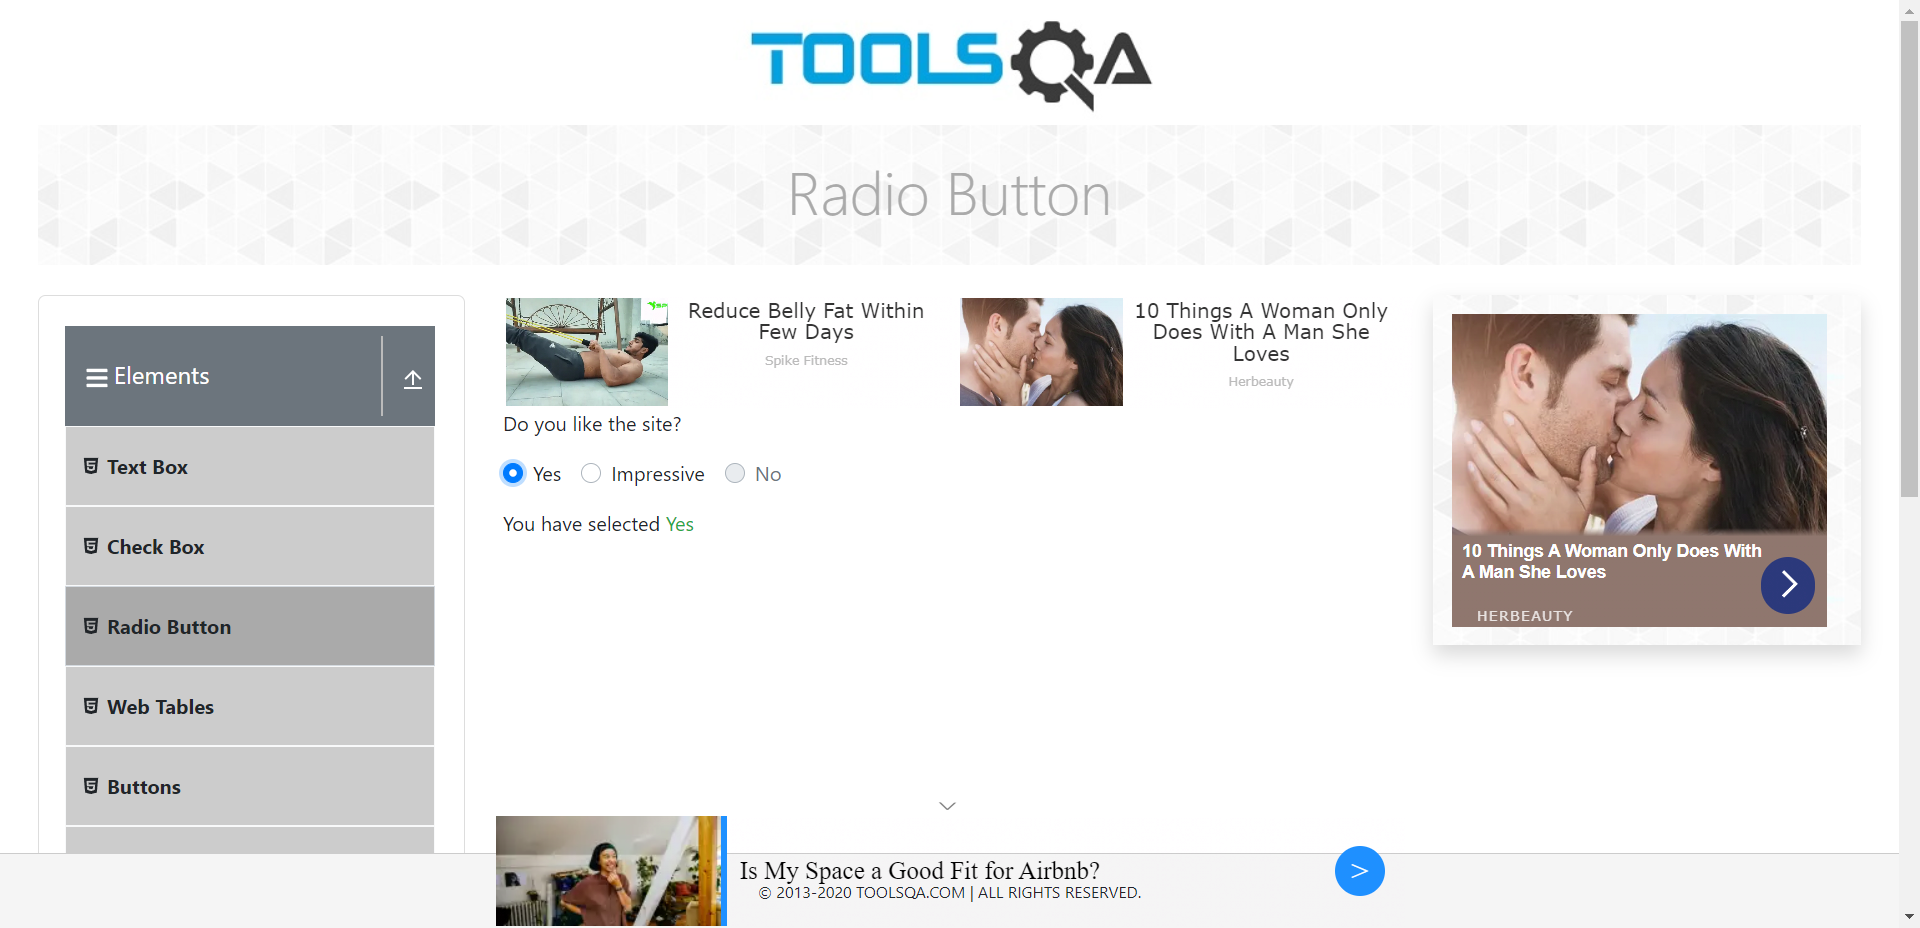 TOOLSQA
Radio Button
Elements
Text Box
Check Box
Radio Button
Web Tables
Buttons
Reduce Belly Fat Within
Few Days
Spike Fitness
10 Things A Woman Only
Does With A Man She
Loves
Herbeauty
Do you like the site?
Yes
Impressive
No
You have selected Yes
10 Things A Woman Only Does With
A Man She Loves
HERBEAUTY
Is My Space a Good Fit for Airbnb?
© 2013-2020 TOOLSQA.COM | ALL RIGHTS RESERVED.